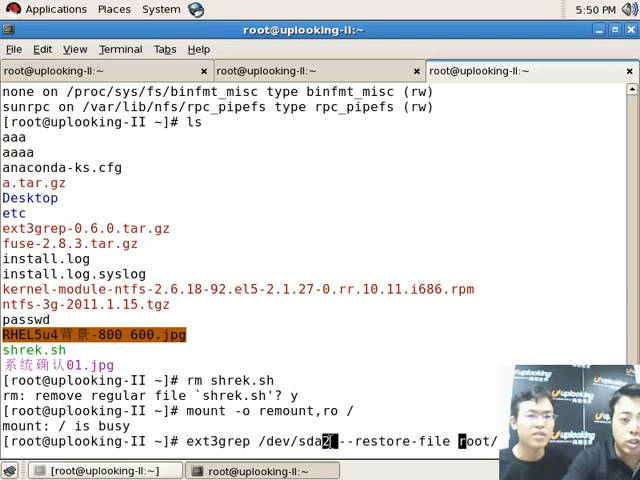 Applications Places System 5:50 PM
root@uplooking-II:~
File Edit View Terminal Tabs Help
root@uplooking-II:~ root@uplooking-II:~ root@uplooking-II:~
none on /proc/sys/fs/binfmt_misc type binfmt_misc (rw)
sunrpc on /var/lib/nfs/rpc_pipefs type rpc_pipefs (rw)
[root@uplooking-II ~]# ls
aaa
aaaa
anaconda-ks.cfg
a.tar.gz
Desktop
etc
ext3grep-0.6.0.tar.gz
fuse-2.8.3.tar.gz
install.log
install.log.syslog
kernel-module-ntfs-2.6.18-92.el5-2.1.27-0.rr.10.11.i686.rpm
ntfs-3g-2011.1.15.tgz
passwd
RHEL5u4背景-800 600.jpg
shrek.sh
系统确认01.jpg
[root@uplooking-II ~]# rm shrek.sh
rm: remove regular file `shrek.sh'? y
[root@uplooking-II ~]# mount -o remount,ro /
mount: / is busy
[root@uplooking-II ~]# ext3grep /dev/sda2 --restore-file root/
[root@uplooking-II:~] root@uplooking-II:~